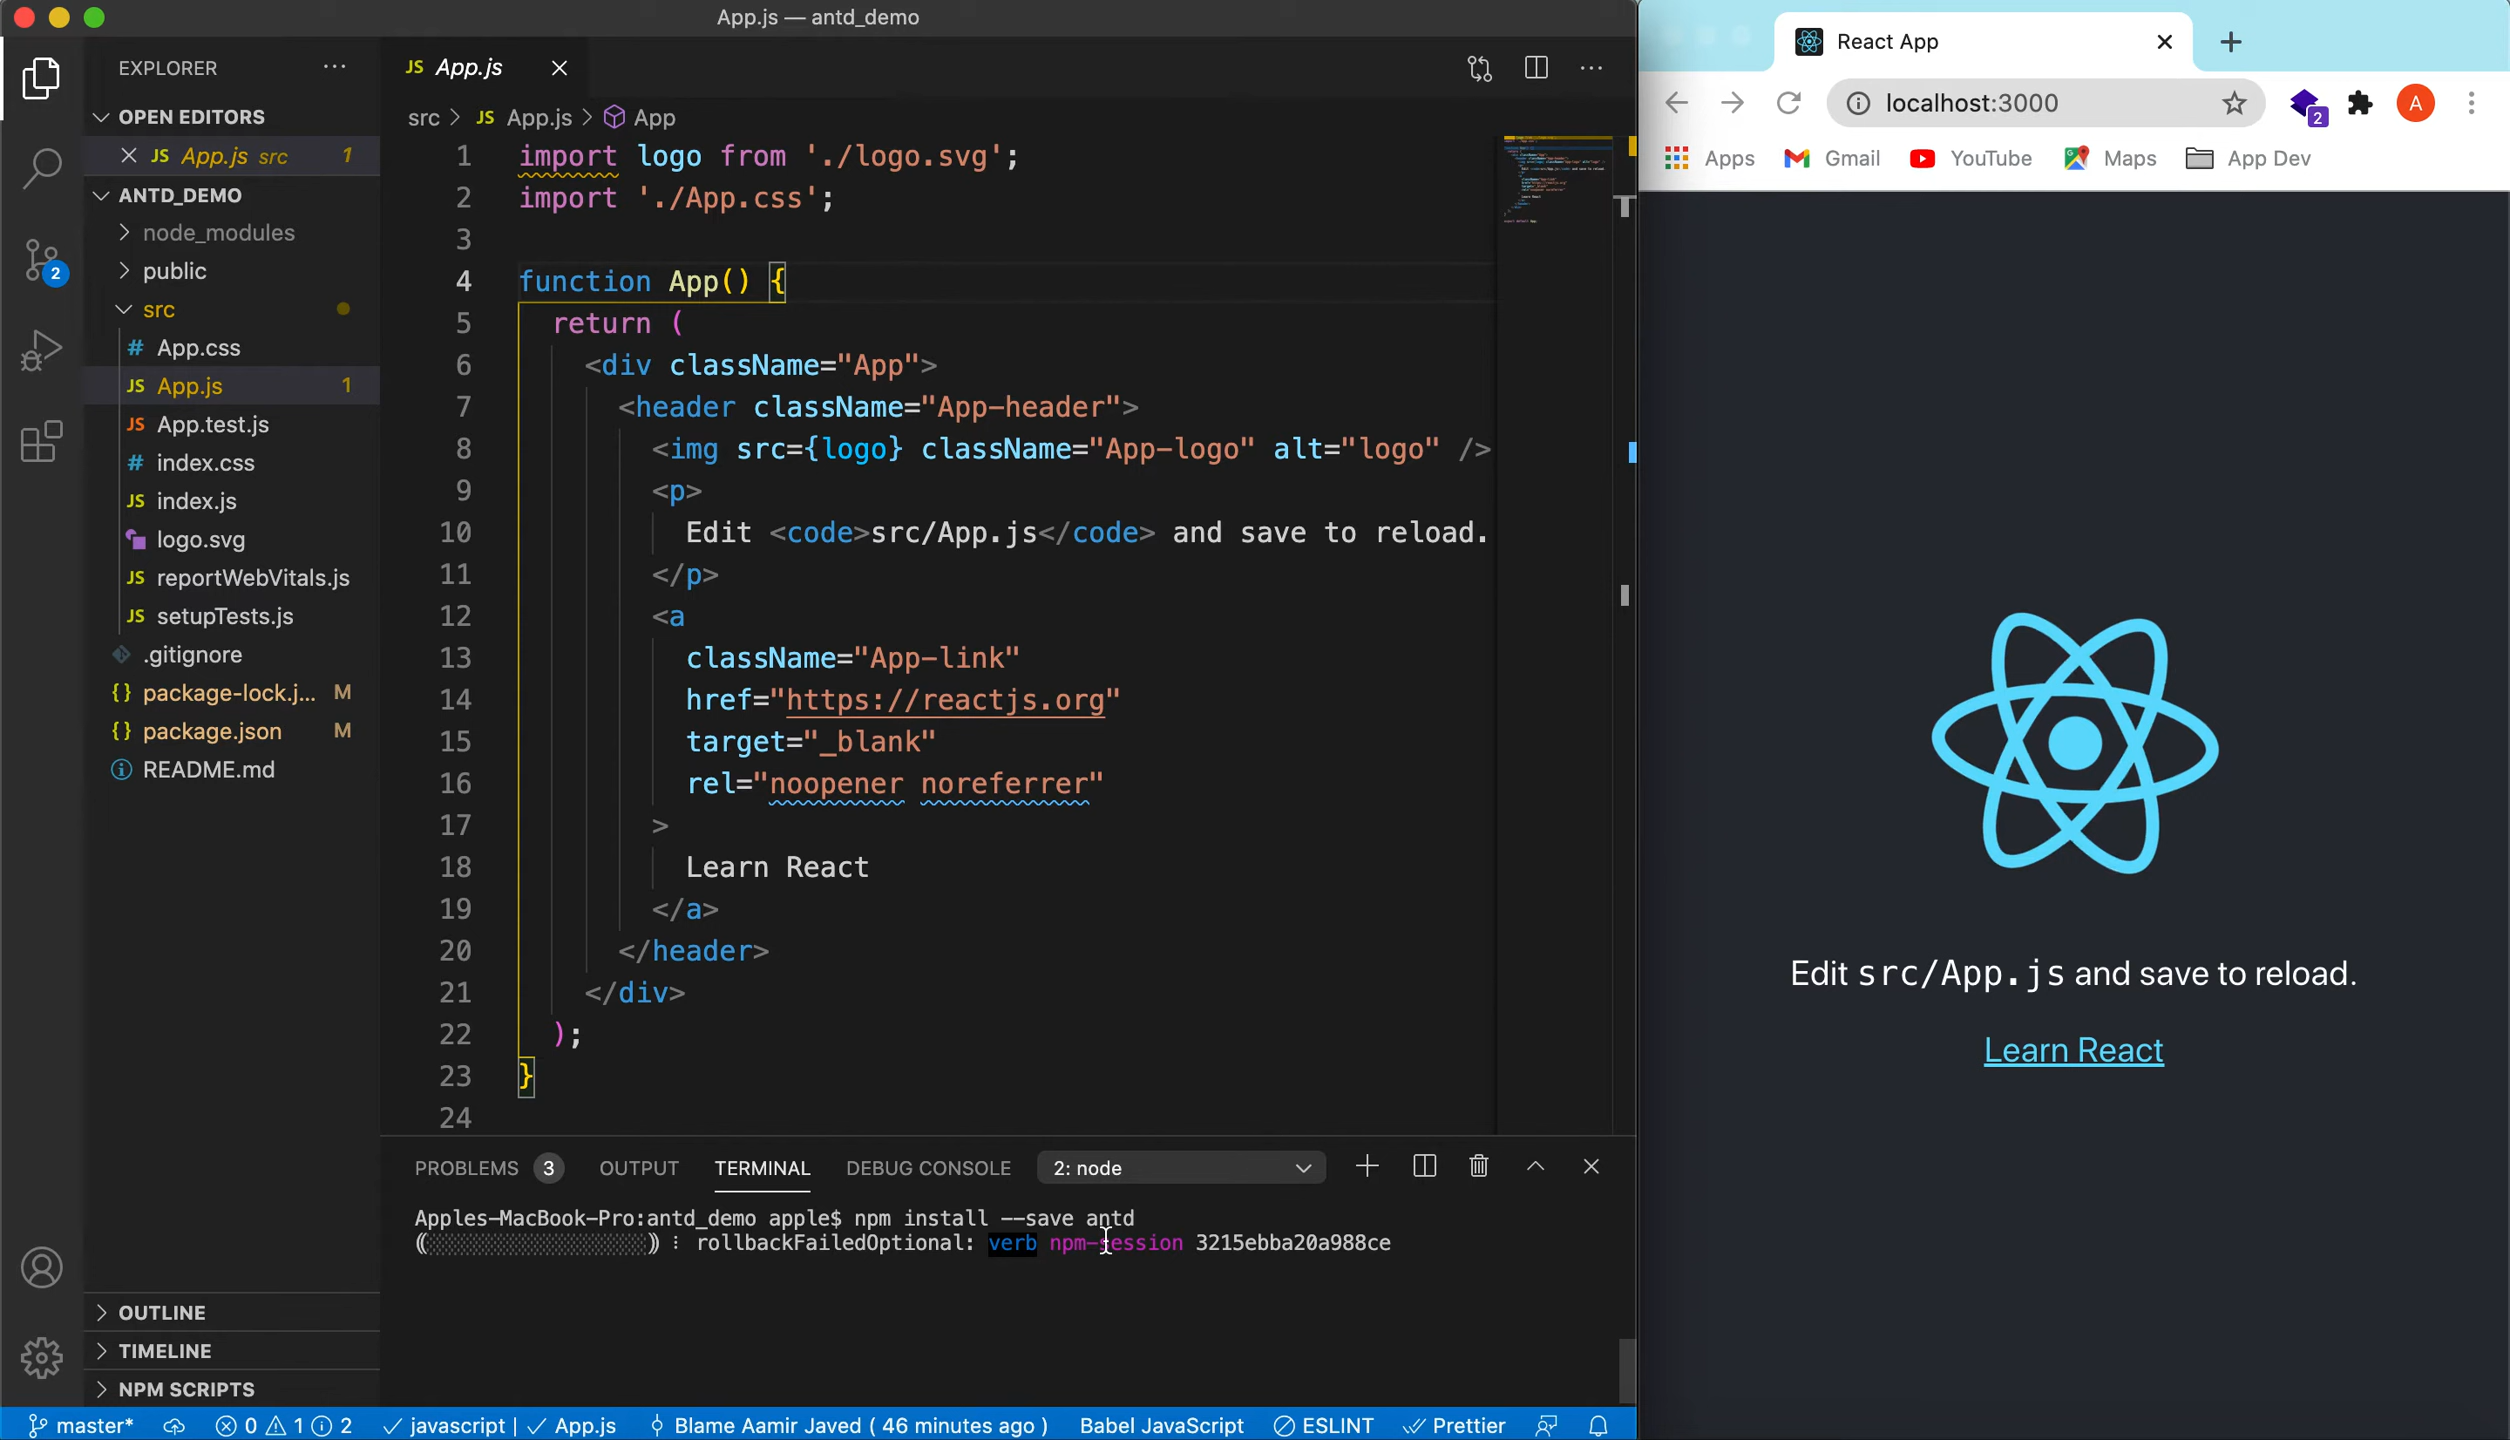 App.js — antd_demo
EXPLORER
OPEN EDITORS
JS App.js src 1
ANTD_DEMO
node_modules
public
src
# App.css
JS App.js 1
JS App.test.js
# index.css
JS index.js
logo.svg
JS reportWebVitals.js
JS setupTests.js
.gitignore
{} package-lock.j... M
{} package.json M
README.md
OUTLINE
TIMELINE
NPM SCRIPTS
JS App.js
src > JS App.js > App
1 import logo from './logo.svg';
2 import './App.css';
3
4 function App() {
5 return (
6 <div className="App">
7 <header className="App-header">
8 <img src={logo} className="App-logo" alt="logo" />
9 <p>
10 Edit <code>src/App.js</code> and save to reload.
11 </p>
12 <a
13 className="App-link"
14 href="https://reactjs.org"
15 target="_blank"
16 rel="noopener noreferrer"
17 >
18 Learn React
19 </a>
20 </header>
21 </div>
22 );
23 }
24
PROBLEMS 3 OUTPUT TERMINAL DEBUG CONSOLE 2: node
Apples-MacBook-Pro:antd_demo apple$ npm install --save antd
rollbackFailedOptional: verb npm-session 3215ebba20a988ce
2
master* 0 1 2 javascript | App.js Blame Aamir Javed ( 46 minutes ago ) Babel JavaScript ESLINT Prettier
React App
localhost:3000
2
A
Apps Gmail YouTube Maps App Dev
Edit src/App.js and save to reload.
Learn React